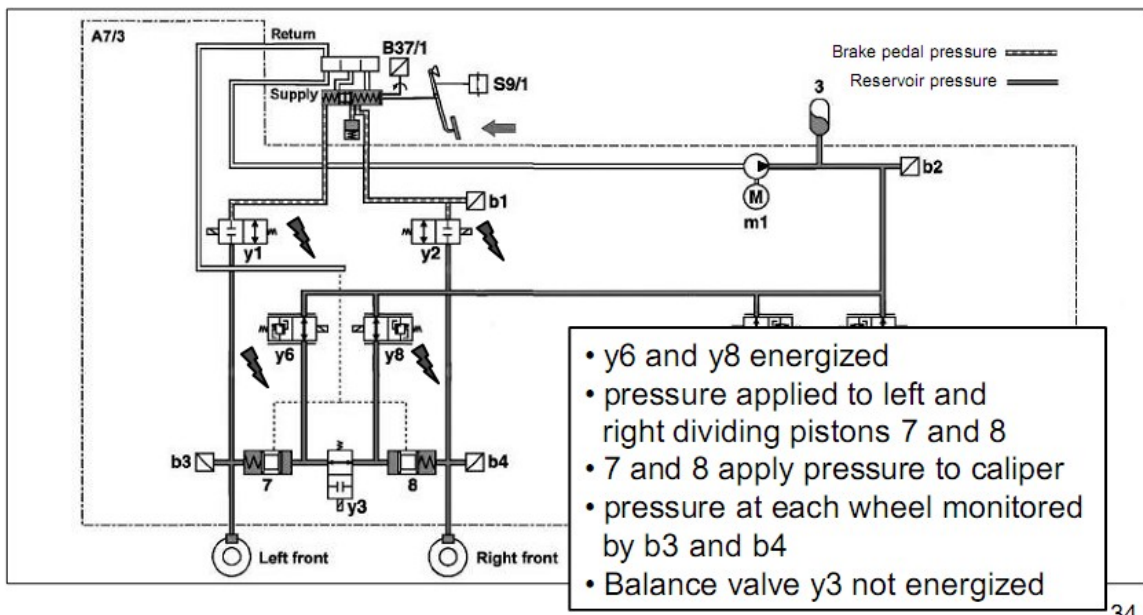 A7/3
Return
B37/1
Brake pedal pressure
Reservoir pressure
S9/1
Supply
3
b2
b1
m1
M
y1
y2
y6
y8
b3
7
8
b4
y3
Left front
Right front
• y6 and y8 energized
• pressure applied to left and
right dividing pistons 7 and 8
• 7 and 8 apply pressure to caliper
• pressure at each wheel monitored
by b3 and b4
• Balance valve y3 not energized
34